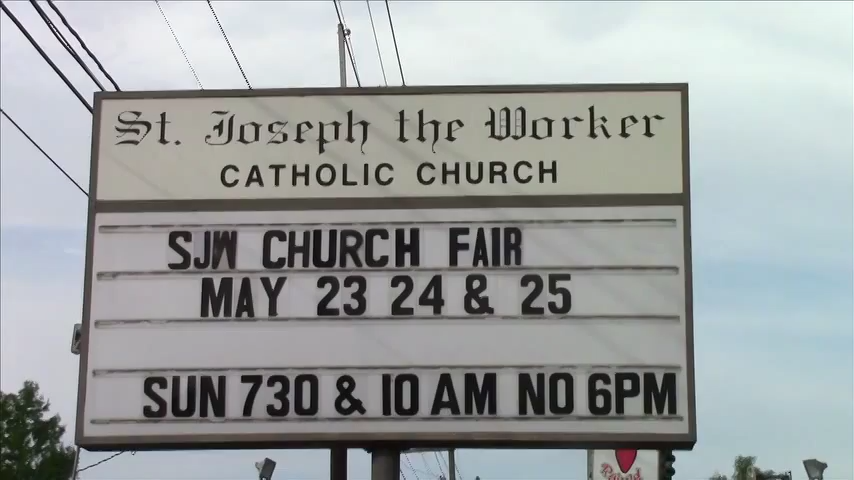 St. Joseph the Worker
CATHOLIC CHURCH
SJW CHURCH FAIR
MAY 23 24 & 25
SUN 730 & 10 AM NO 6PM